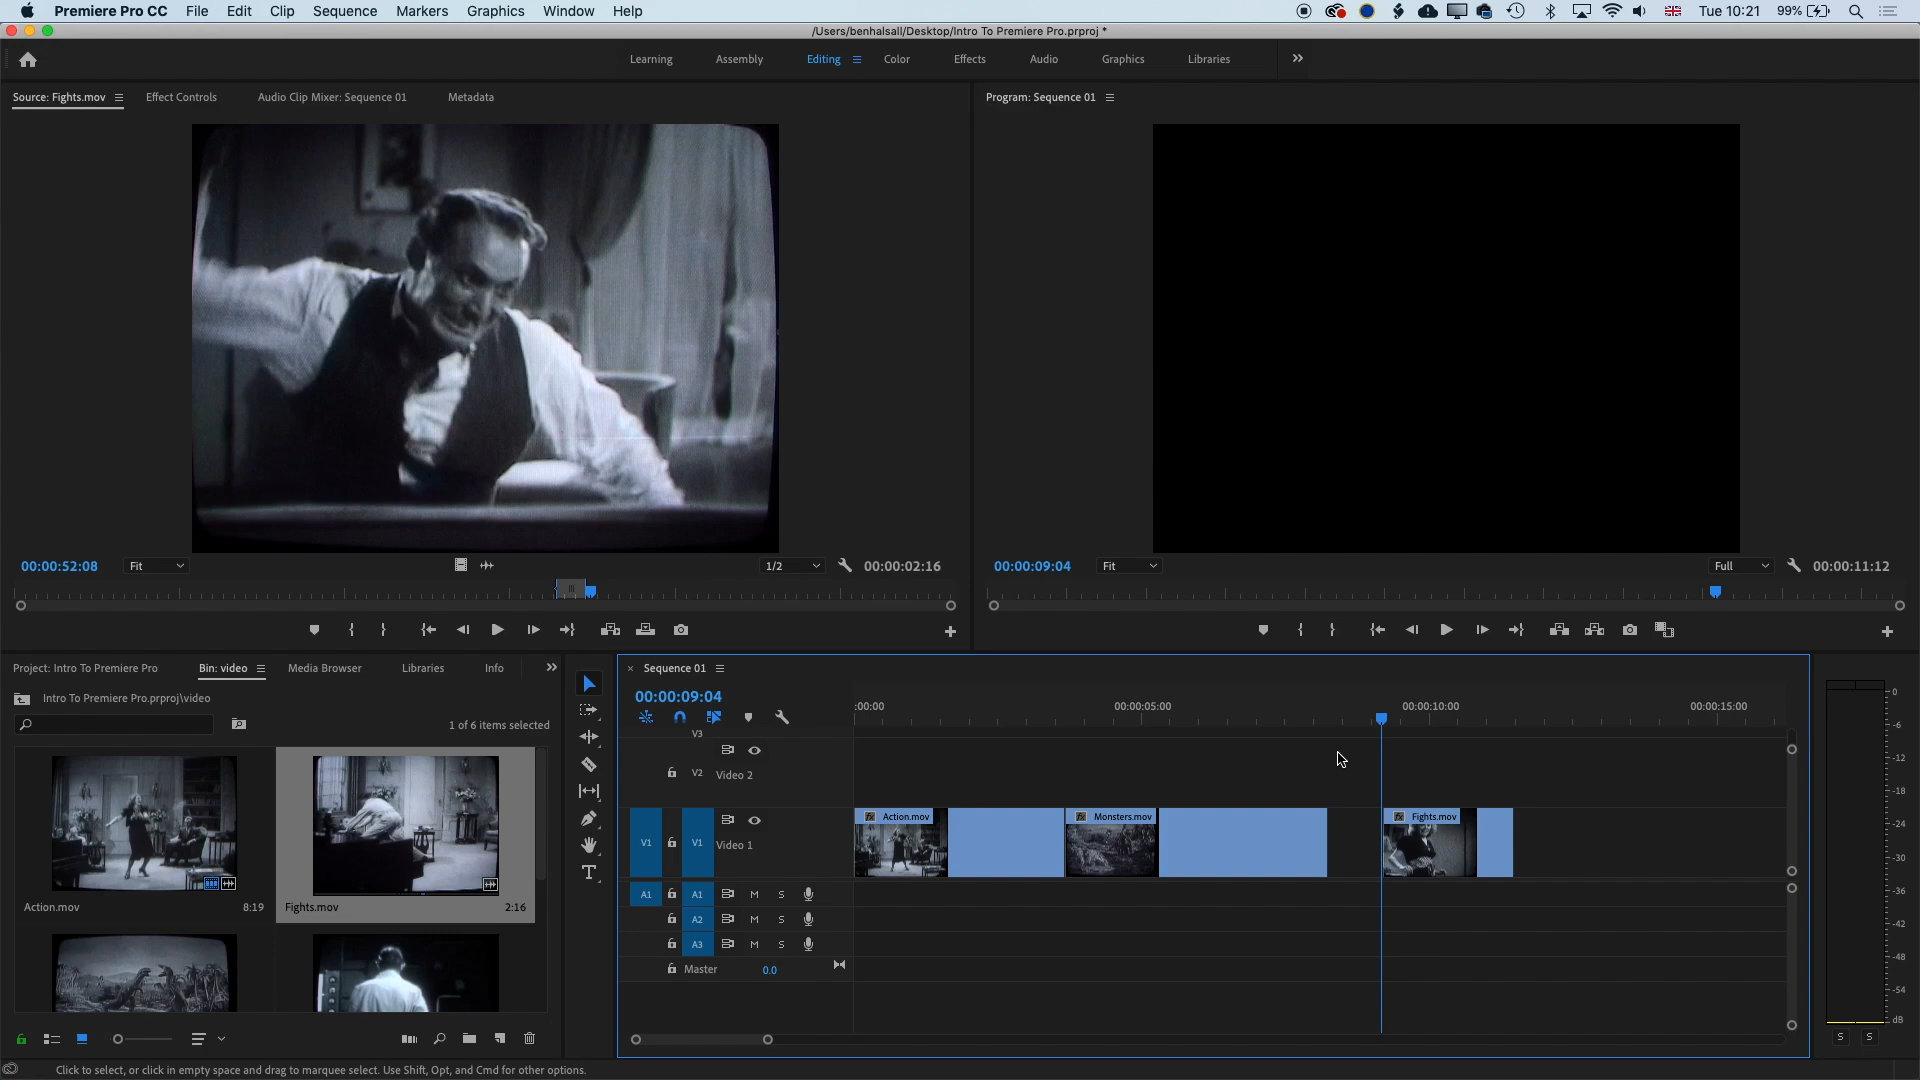 Premiere Pro CC File Edit Clip Sequence Markers Graphics Window Help Tue 10:21 99%
/Users/benhalsall/Desktop/Intro To Premiere Pro.prproj *
Learning Assembly Editing Color Effects Audio Graphics Libraries
Source: Fights.mov Effect Controls Audio Clip Mixer: Sequence 01 Metadata
Program: Sequence 01
00:00:52:08 Fit 1/2 00:00:02:16
00:00:09:04 Fit Full 00:00:11:12
Project: Intro To Premiere Pro Bin: video Media Browser Libraries Info
Intro To Premiere Pro.prproj\video
1 of 6 items selected
Action.mov 8:19
Fights.mov 2:16
× Sequence 01
00:00:09:04
:00:00 00:00:05:00 00:00:10:00 00:00:15:00
V3
V2 Video 2
V1 V1 Video 1
Action.mov Monsters.mov Fights.mov
A1 A1 M S
A2 M S
A3 M S
Master 0.0
0
-6
-12
-18
-24
-30
-36
-42
-48
-54
dB
S S
Click to select, or click in empty space and drag to marquee select. Use Shift, Opt, and Cmd for other options.